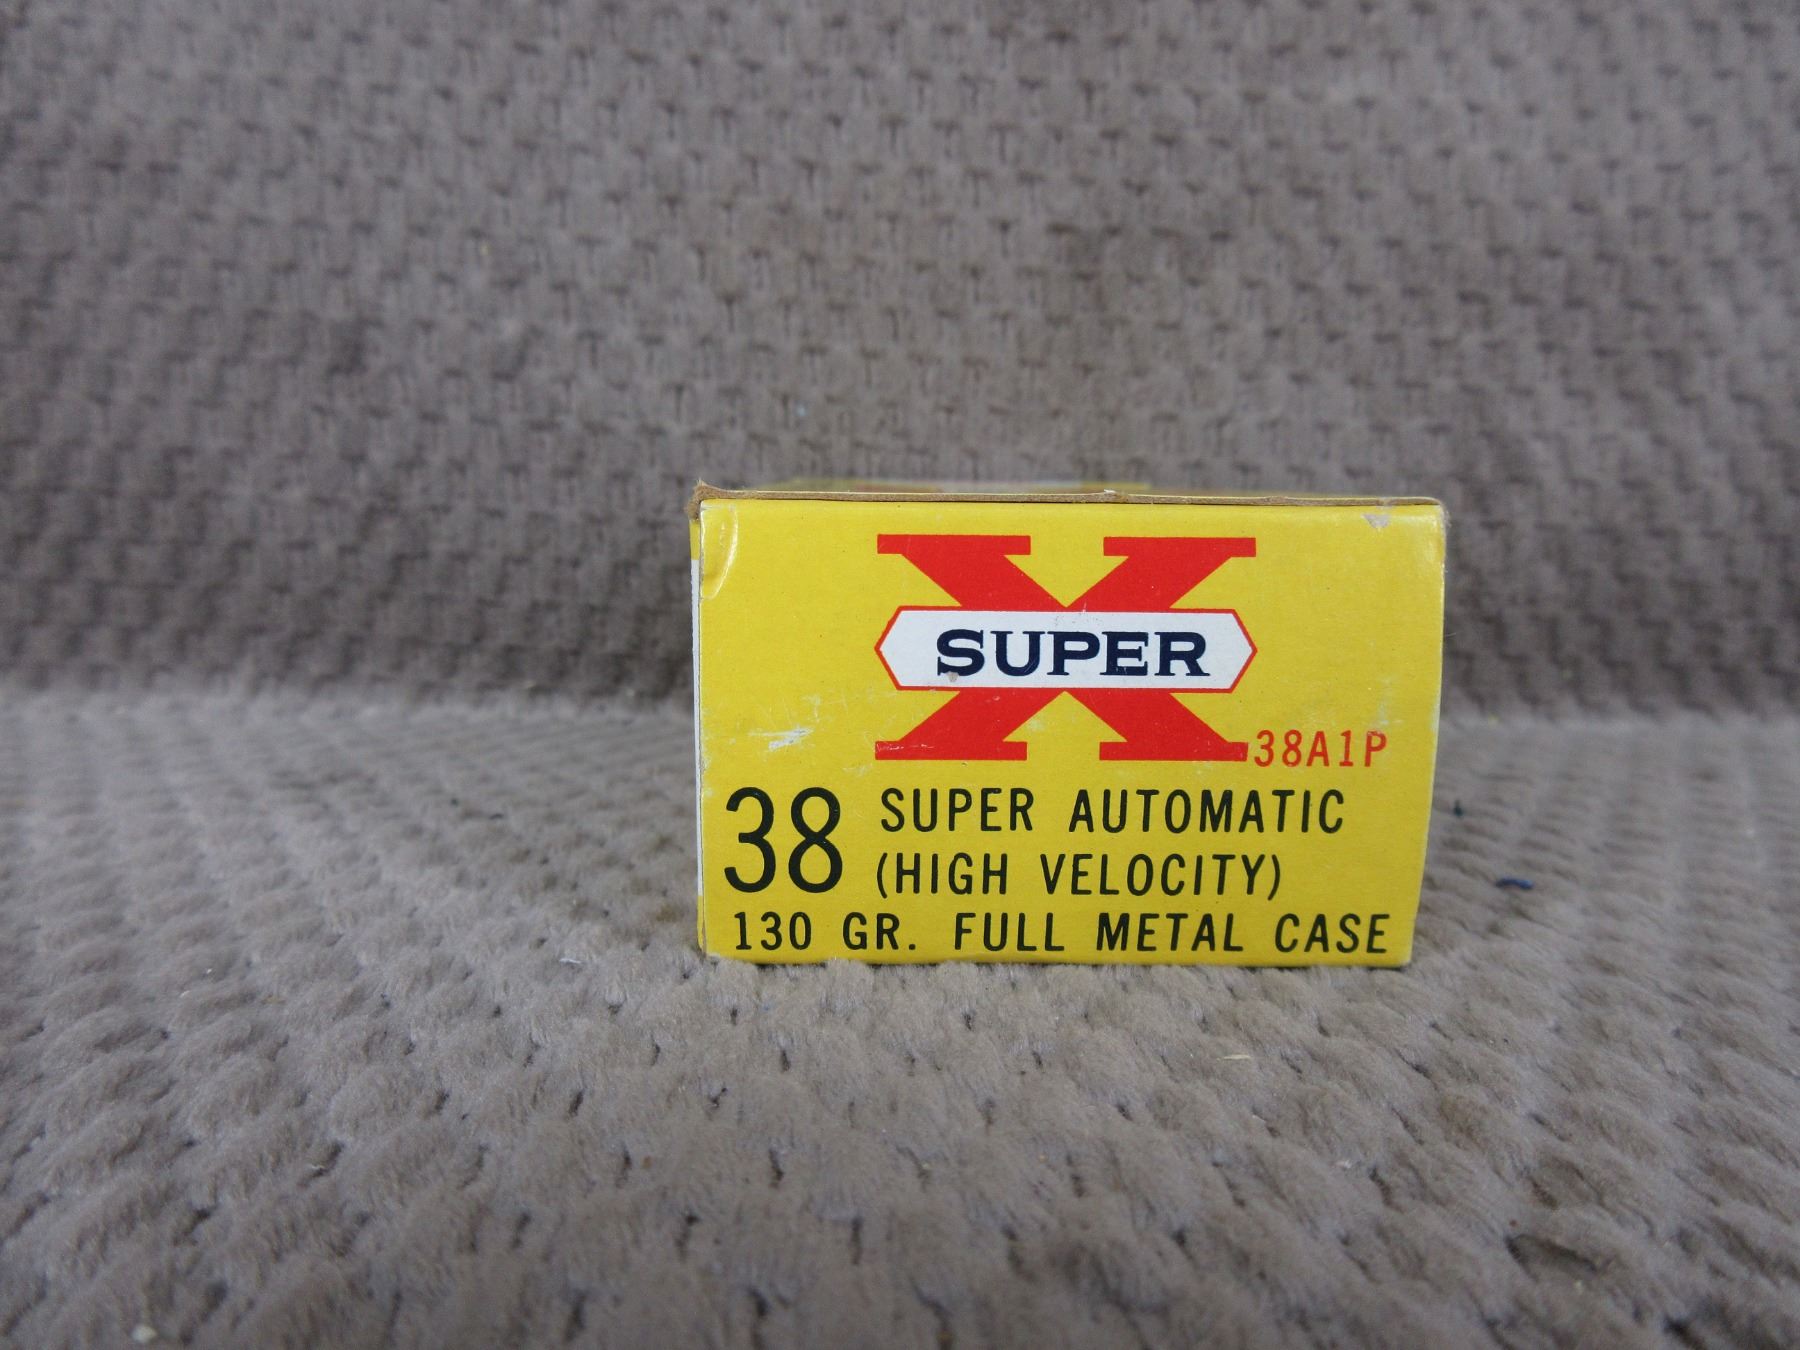 X
SUPER
38A1P
38 SUPER AUTOMATIC
(HIGH VELOCITY)
130 GR. FULL METAL CASE